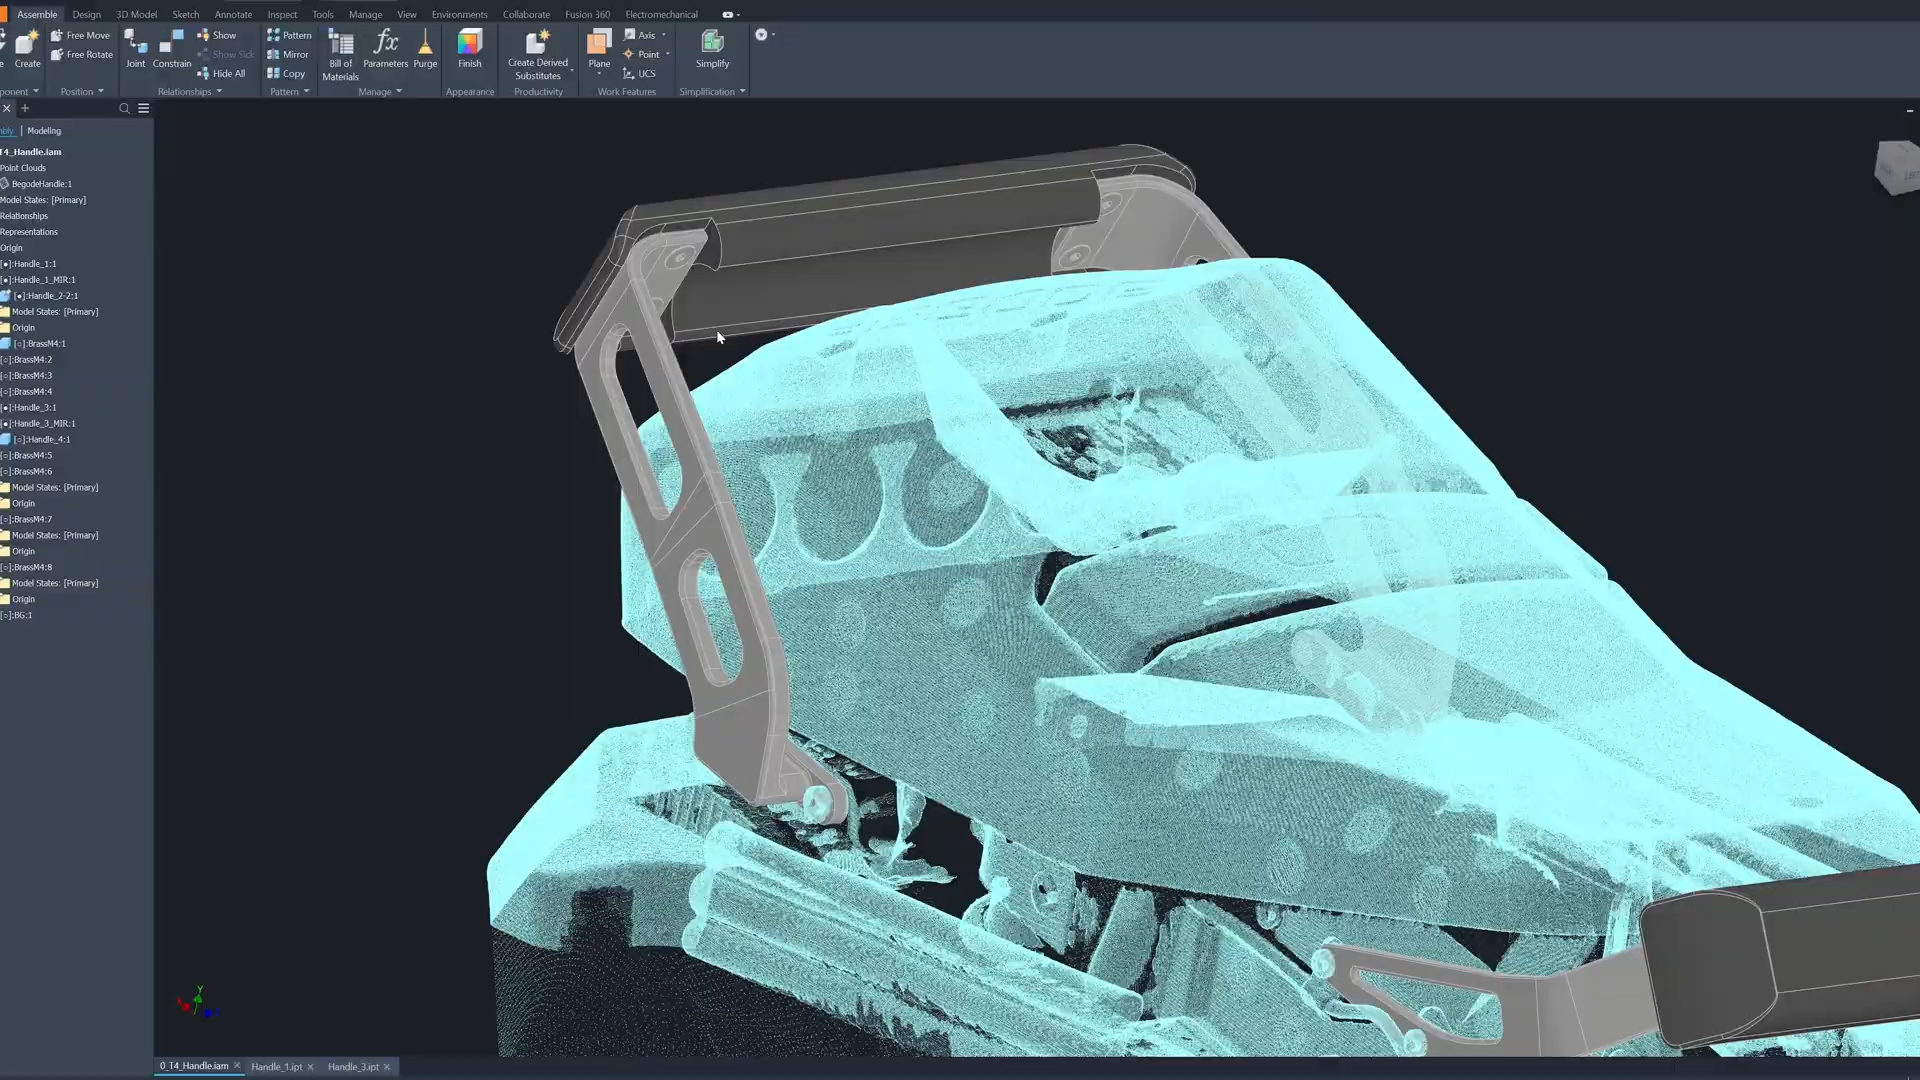 Assemble Design 3D Model Sketch Annotate Inspect Tools Manage View Environments Collaborate Fusion 360 Electromechanical
Free Move Show Pattern Axis
Free Rotate Show Sick Mirror Point
Create Joint Constrain Hide All Copy Bill of Materials Parameters Purge Finish Create Derived Substitutes Plane UCS Simplify
ponent Position Relationships Pattern Manage Appearance Productivity Work Features Simplification
mbly Modeling
T4_Handle.iam
Point Clouds
BegodeHandle:1
Model States: [Primary]
Relationships
Representations
Origin
[●]:Handle_1:1
[●]:Handle_1_MIR:1
[●]:Handle_2-2:1
Model States: [Primary]
Origin
[○]:BrassM4:1
[○]:BrassM4:2
[○]:BrassM4:3
[○]:BrassM4:4
[●]:Handle_3:1
[●]:Handle_3_MIR:1
[○]:Handle_4:1
[○]:BrassM4:5
[○]:BrassM4:6
Model States: [Primary]
Origin
[○]:BrassM4:7
Model States: [Primary]
Origin
[○]:BrassM4:8
Model States: [Primary]
Origin
[○]:BG:1
Y
X
0_T4_Handle.iam Handle_1.ipt Handle_3.ipt